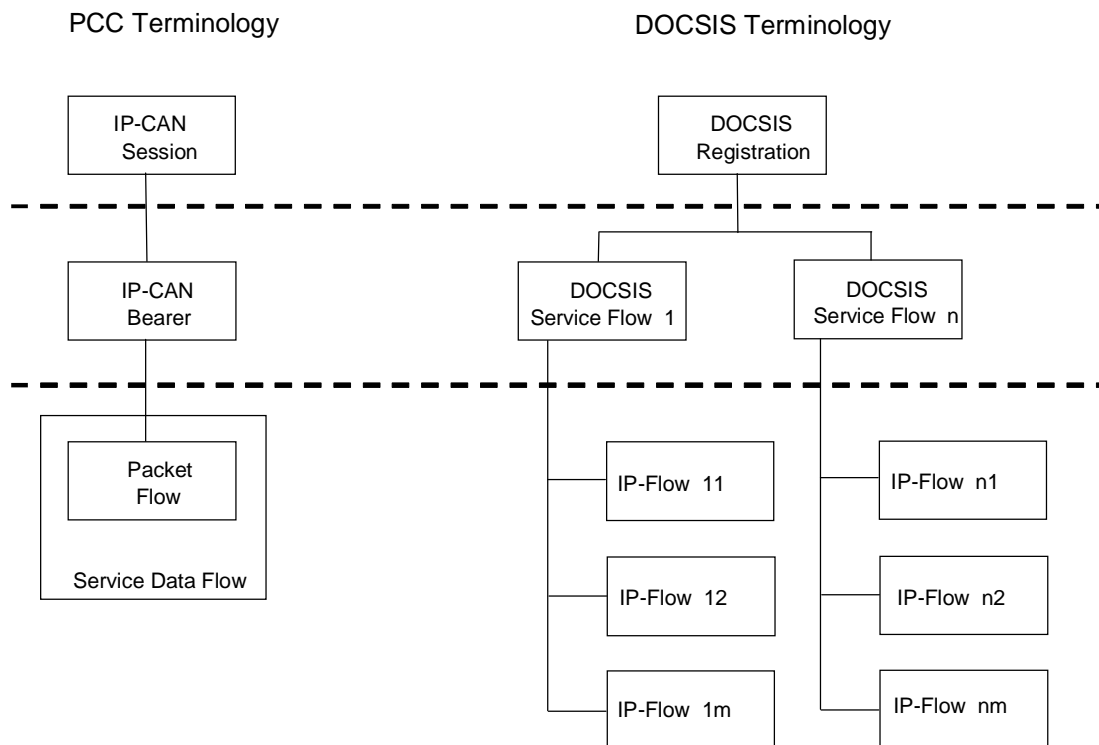 PCC Terminology
DOCSIS Terminology
IP-CAN
Session
DOCSIS
Registration
IP-CAN
Bearer
DOCSIS
Service Flow 1
DOCSIS
Service Flow n
Packet
Flow
Service Data Flow
IP-Flow 11
IP-Flow n1
IP-Flow 12
IP-Flow n2
IP-Flow 1m
IP-Flow nm